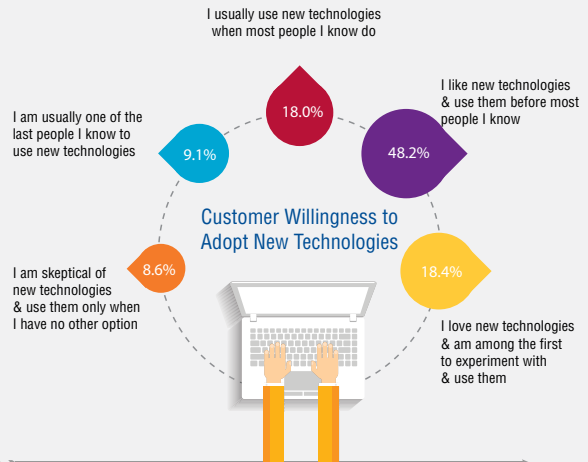 I usually use new technologies
when most people I know do
18.0%
I like new technologies
& use them before most
people I know
48.2%
I am usually one of the
last people I know to
use new technologies
9.1%
Customer Willingness to
Adopt New Technologies
I am skeptical of
new technologies
& use them only when
I have no other option
8.6%
18.4%
I love new technologies
& am among the first
to experiment with
& use them